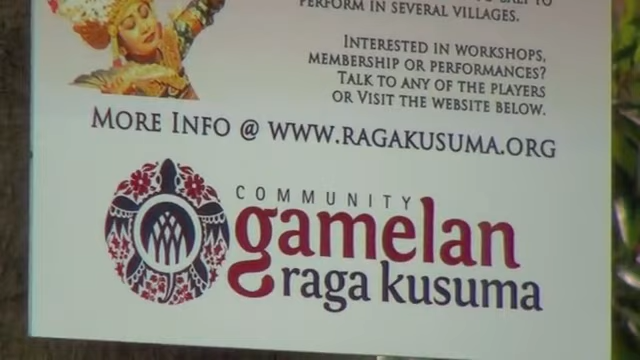 PERFORM IN SEVERAL VILLAGES.
INTERESTED IN WORKSHOPS,
MEMBERSHIP OR PERFORMANCES?
TALK TO ANY OF THE PLAYERS
OR VISIT THE WEBSITE BELOW.
MORE INFO @ WWW.RAGAKUSUMA.ORG
COMMUNITY
gamelan
raga kusuma